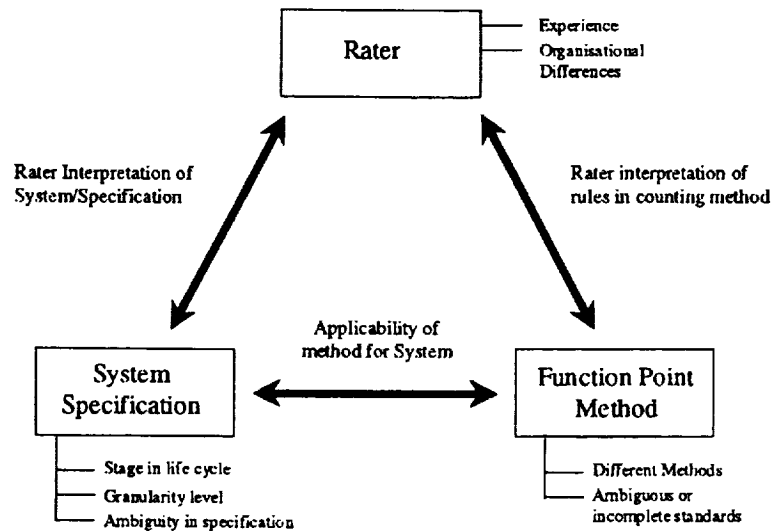 Rater
Experience
Organisational
Differences
Rater Interpretation of
System/Specification
Rater interpretation of
rules in counting method
Applicability of
method for System
System
Specification
Function Point
Method
Stage in life cycle
Granularity level
Ambiguity in specification
Different Methods
Ambiguous or
incomplete standards